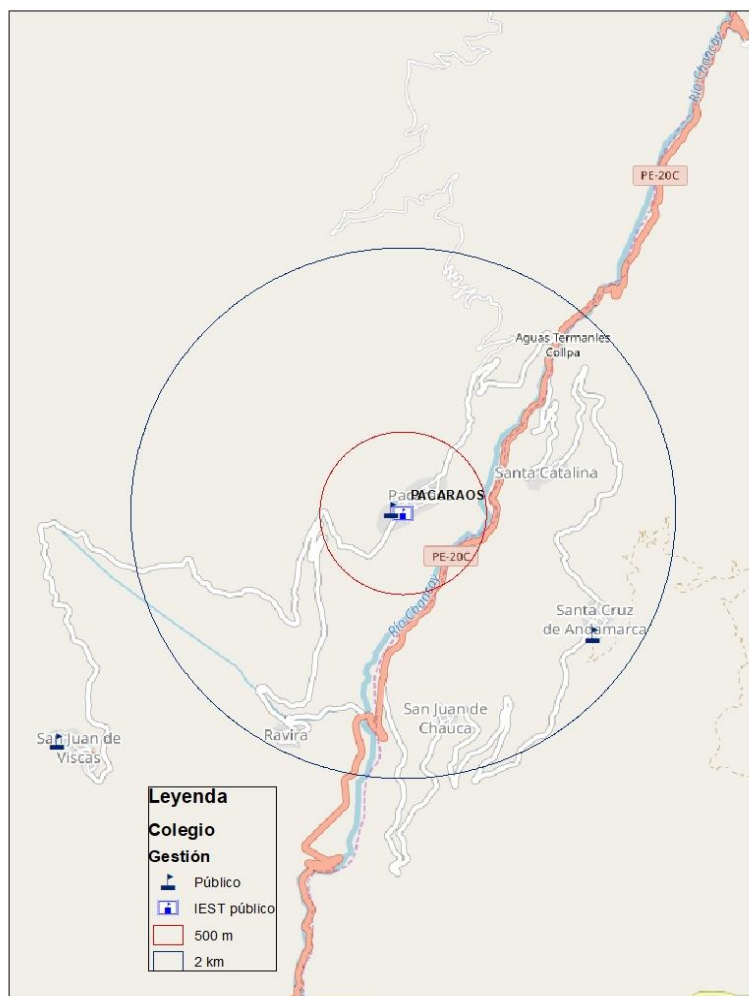 Río Chancay
PE-20C
Aguas Termanles
Collpa
Santa Catalina
PACARAOS
PE-20C
Río Chancay
Santa Cruz
de Andamarca
San Juan de
Chauca
Ravira
San Juan de
Viscas
Leyenda
Colegio
Gestión
Público
IEST público
500 m
2 km